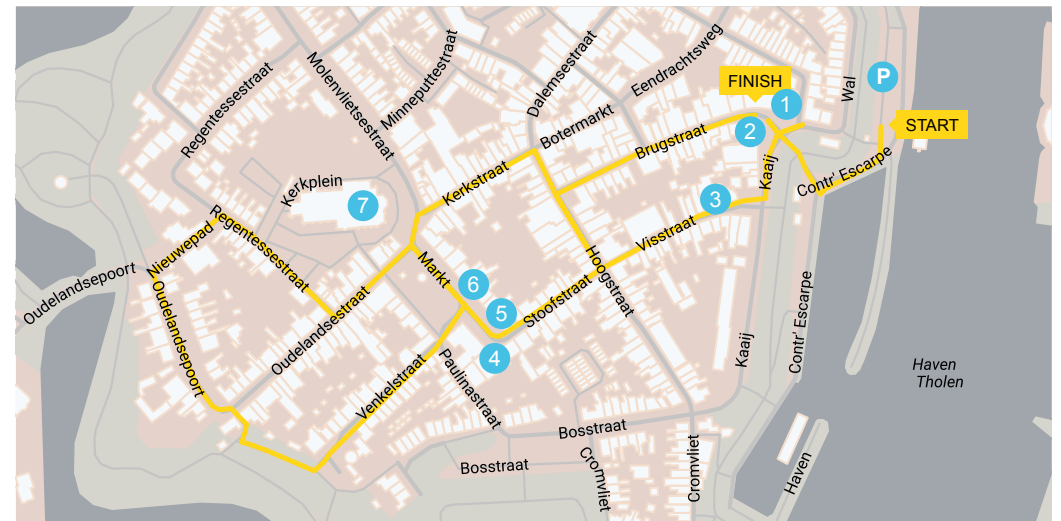 Wal
P
START
FINISH
1
2
Eendrachtsweg
Dalemsestraat
Botermarkt
Minneputtestraat
Molenvlietsestraat
Regentessestraat
Brugstraat
Kaaij
Contr' Escarpe
3
Kerkstraat
Kerkplein
7
Visstraat
Regentessestraat
Nieuwepad
Oudelandsepoort
Oudelandsepoort
Markt
6
5
4
Stoofstraat
Hoogstraat
Oudelandsestraat
Venkelstraat
Paulinastraat
Kaaij
Contr' Escarpe
Haven
Tholen
Bosstraat
Bosstraat
Cromvliet
Cromvliet
Haven